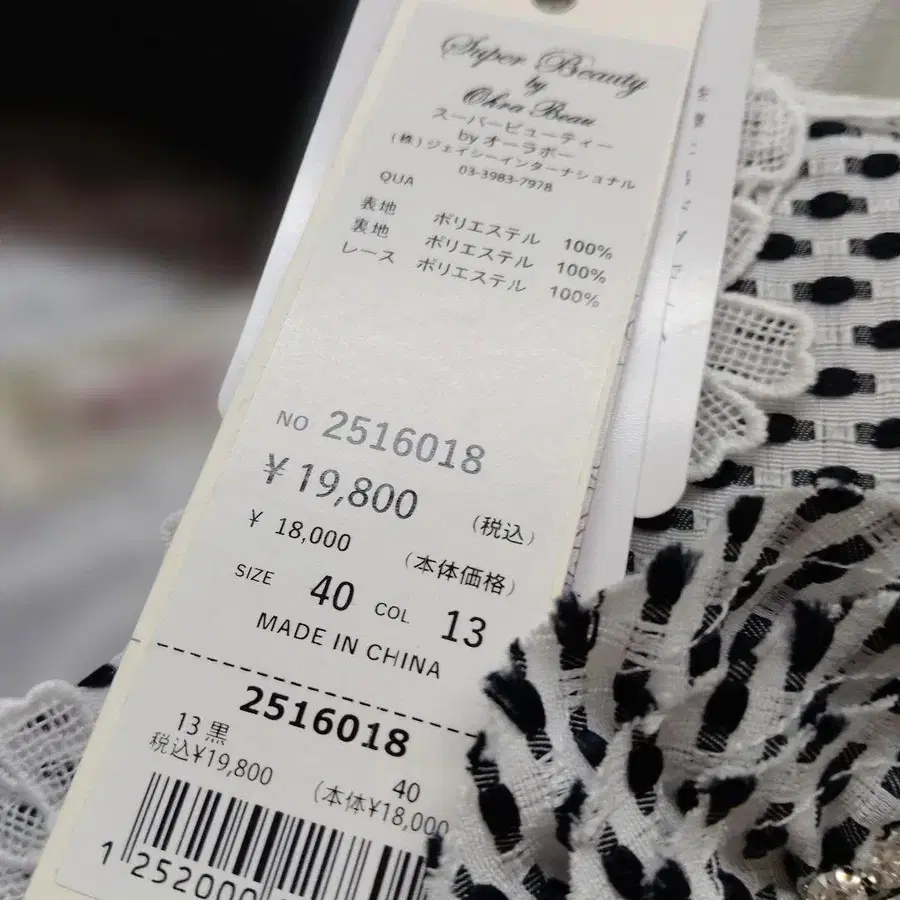 Super Beauty
by
Ohra Beau
スーパービューティー
by オーラボー
(株)ジェイシーインターナショナル
03-3983-7978
QUA
表地 ポリエステル 100%
裏地 ポリエステル 100%
レース ポリエステル 100%
NO 2516018
¥19,800 (税込)
¥ 18,000 (本体価格)
SIZE 40 COL 13
MADE IN CHINA
2516018
13 黒 40
税込¥19,800 (本体¥18,000
1 252000